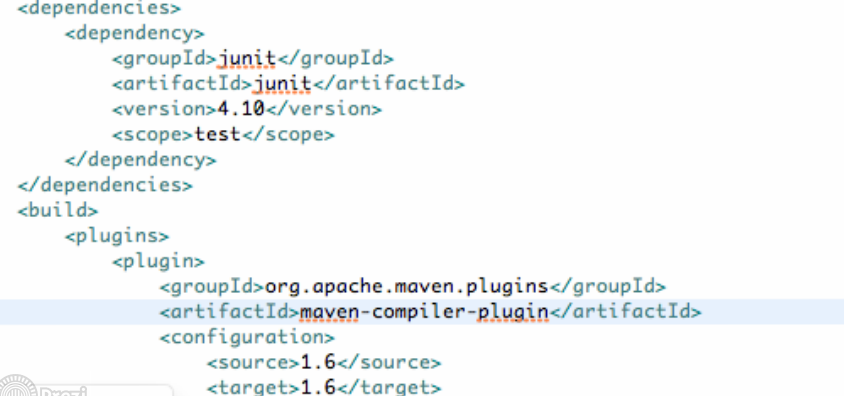 <dependencies>
<dependency>
<groupId>junit</groupId>
<artifactId>junit</artifactId>
<version>4.10</version>
<scope>test</scope>
</dependency>
</dependencies>
<build>
<plugins>
<plugin>
<groupId>org.apache.maven.plugins</groupId>
<artifactId>maven-compiler-plugin</artifactId>
<configuration>
<source>1.6</source>
<target>1.6</target>
Prezi